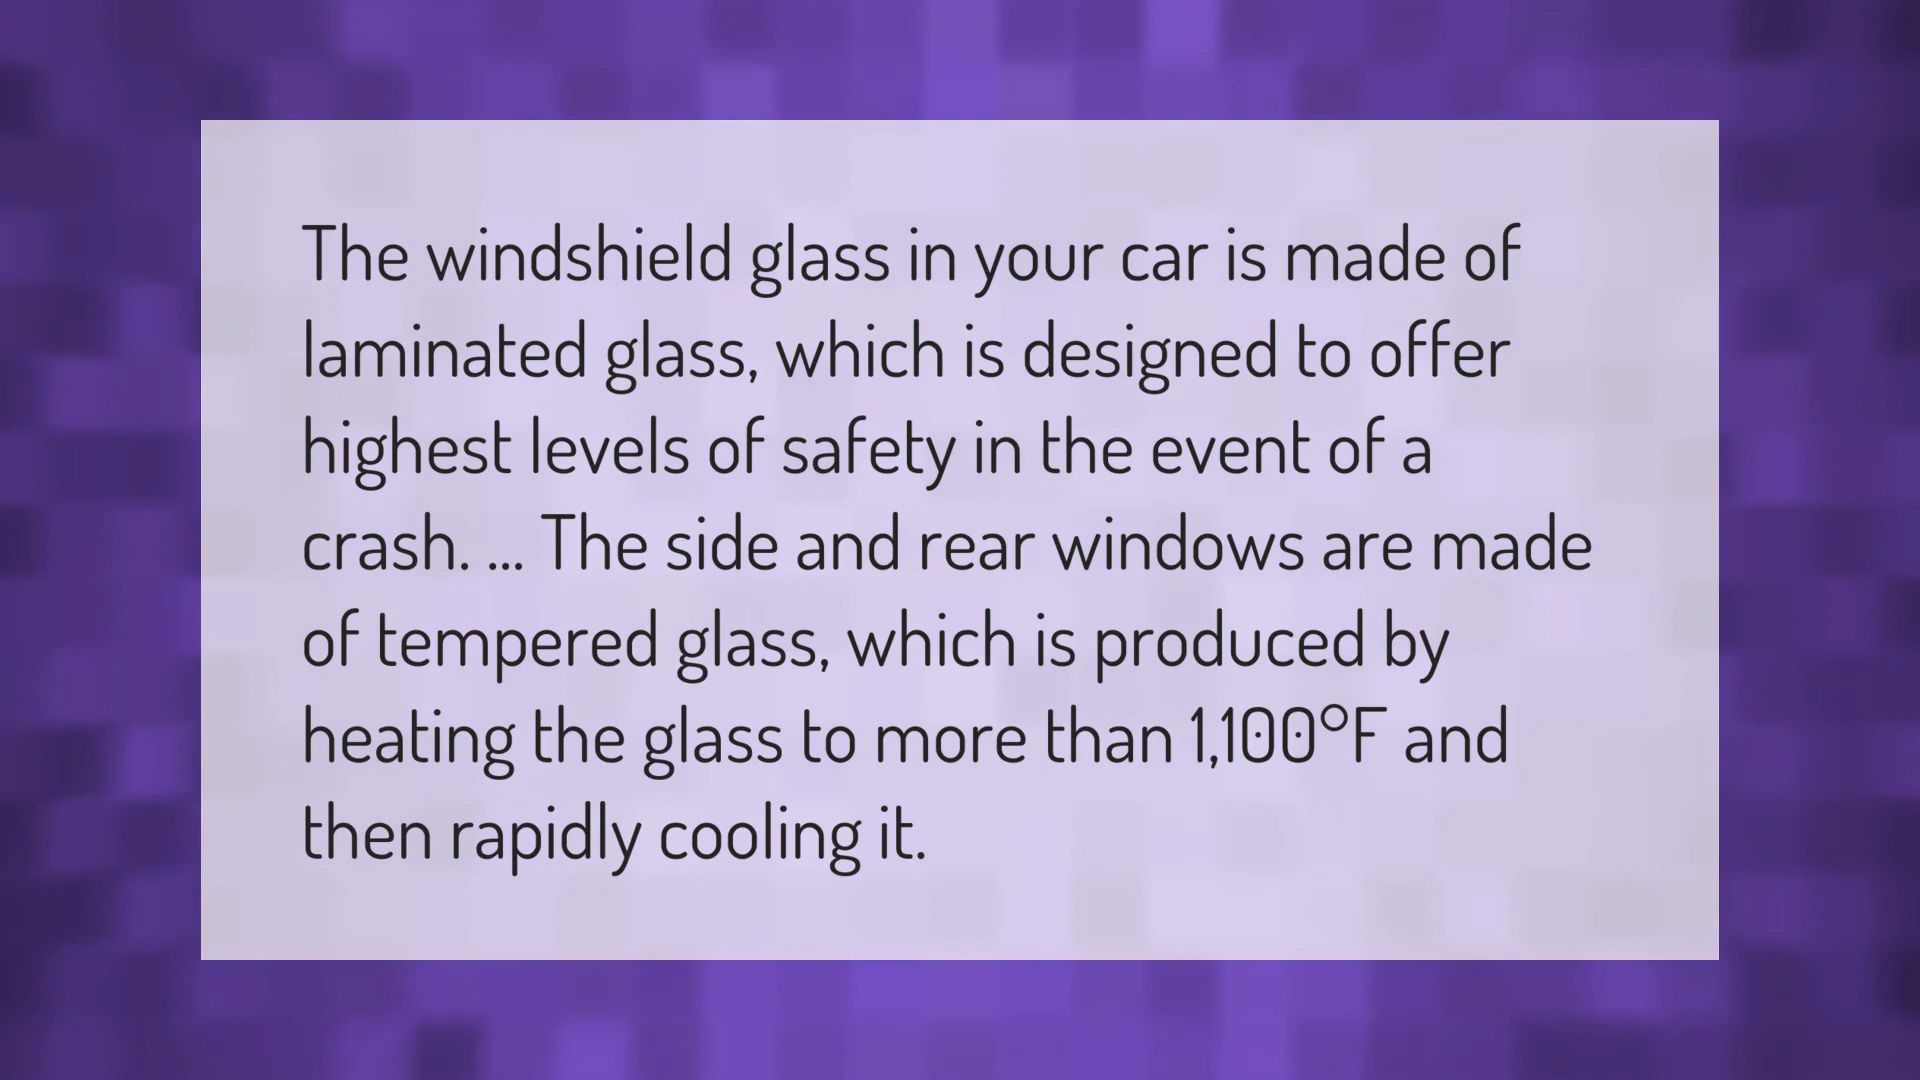 The windshield glass in your car is made of
laminated glass, which is designed to offer
highest levels of safety in the event of a
crash. ... The side and rear windows are made
of tempered glass, which is produced by
heating the glass to more than 1,100°F and
then rapidly cooling it.